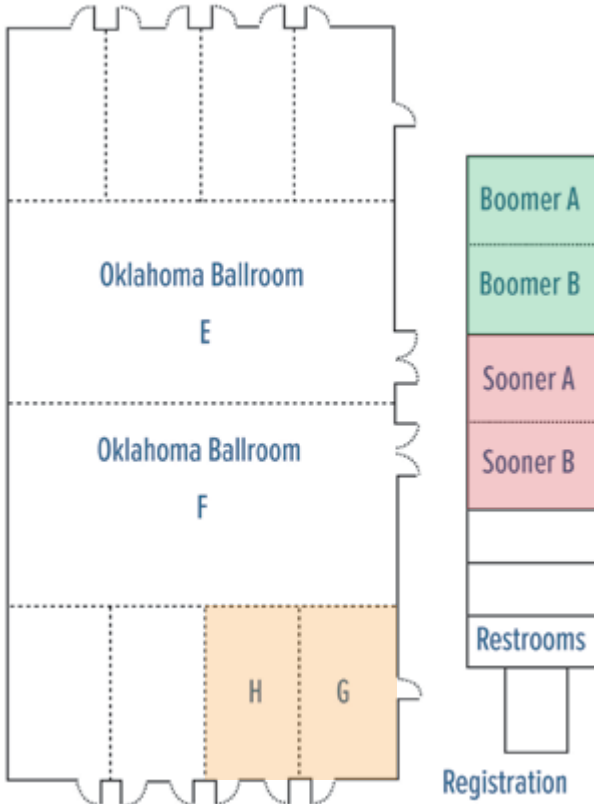 Oklahoma Ballroom
E
Oklahoma Ballroom
F
H
G
Boomer A
Boomer B
Sooner A
Sooner B
Restrooms
Registration